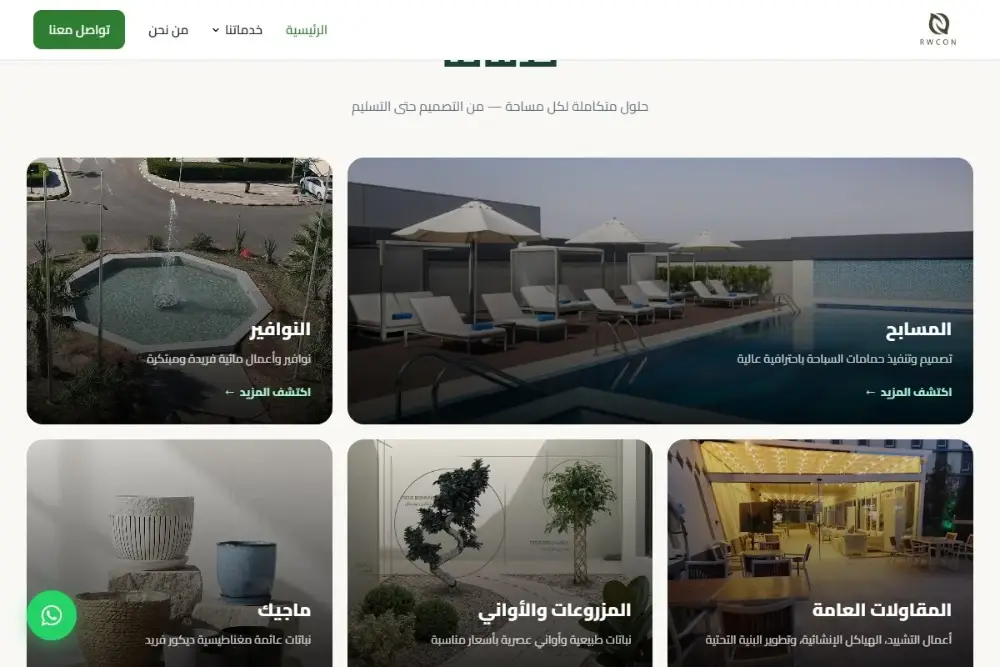 RWCON
الرئيسية
خدماتنا
من نحن
تواصل معنا
حلول متكاملة لكل مساحة — من التصميم حتى التسليم
المسابح
تصميم وتنفيذ حمامات السباحة باحترافية عالية
اكتشف المزيد ←
النوافير
نوافير وأعمال مائية فريدة ومبتكرة
اكتشف المزيد ←
المقاولات العامة
أعمال التشييد، الهياكل الإنشائية، وتطوير البنية التحتية
المزروعات والأواني
نباتات طبيعية وأواني عصرية بأسعار مناسبة
ماجيك
نباتات عائمة مغناطيسية ديكور فريد